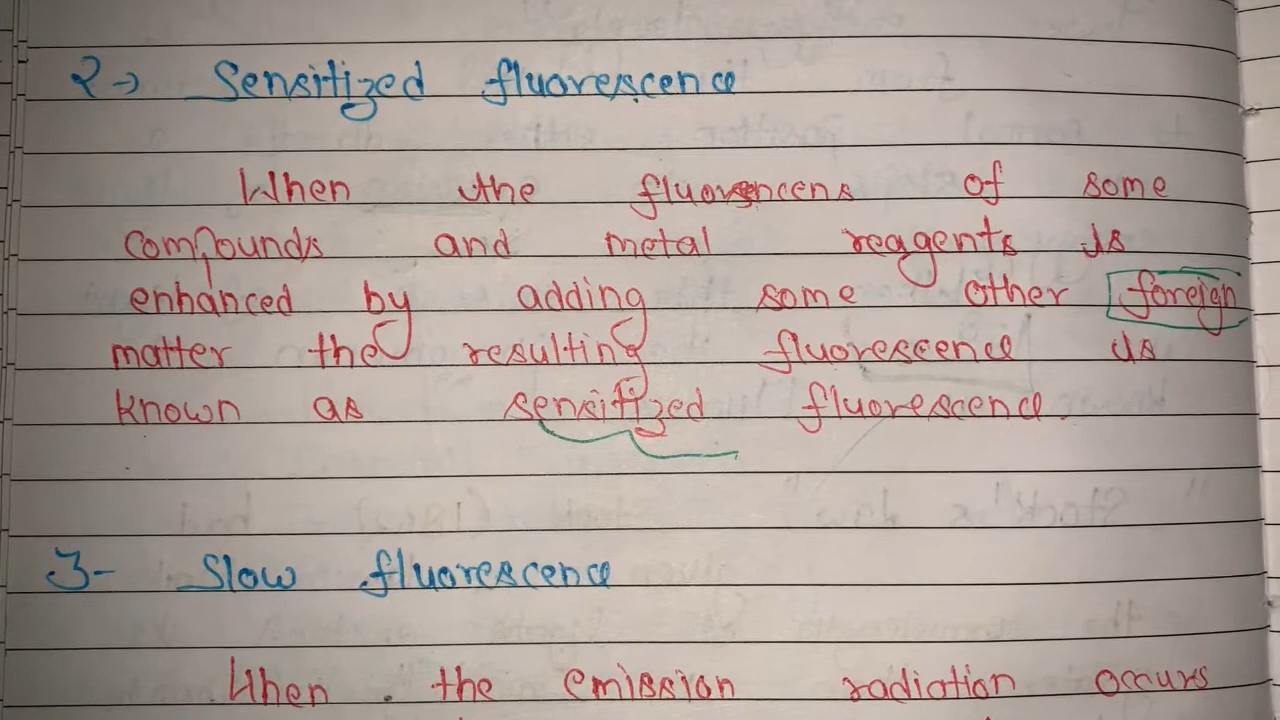 2→ Sensitized fluorescence
When the fluorsencens of some
compounds and metal reagents is
enhanced by adding some other foreign
matter the resulting fluorescence is
known as sensitized fluorescence.
3- Slow fluorescence
When the emission radiation occurs